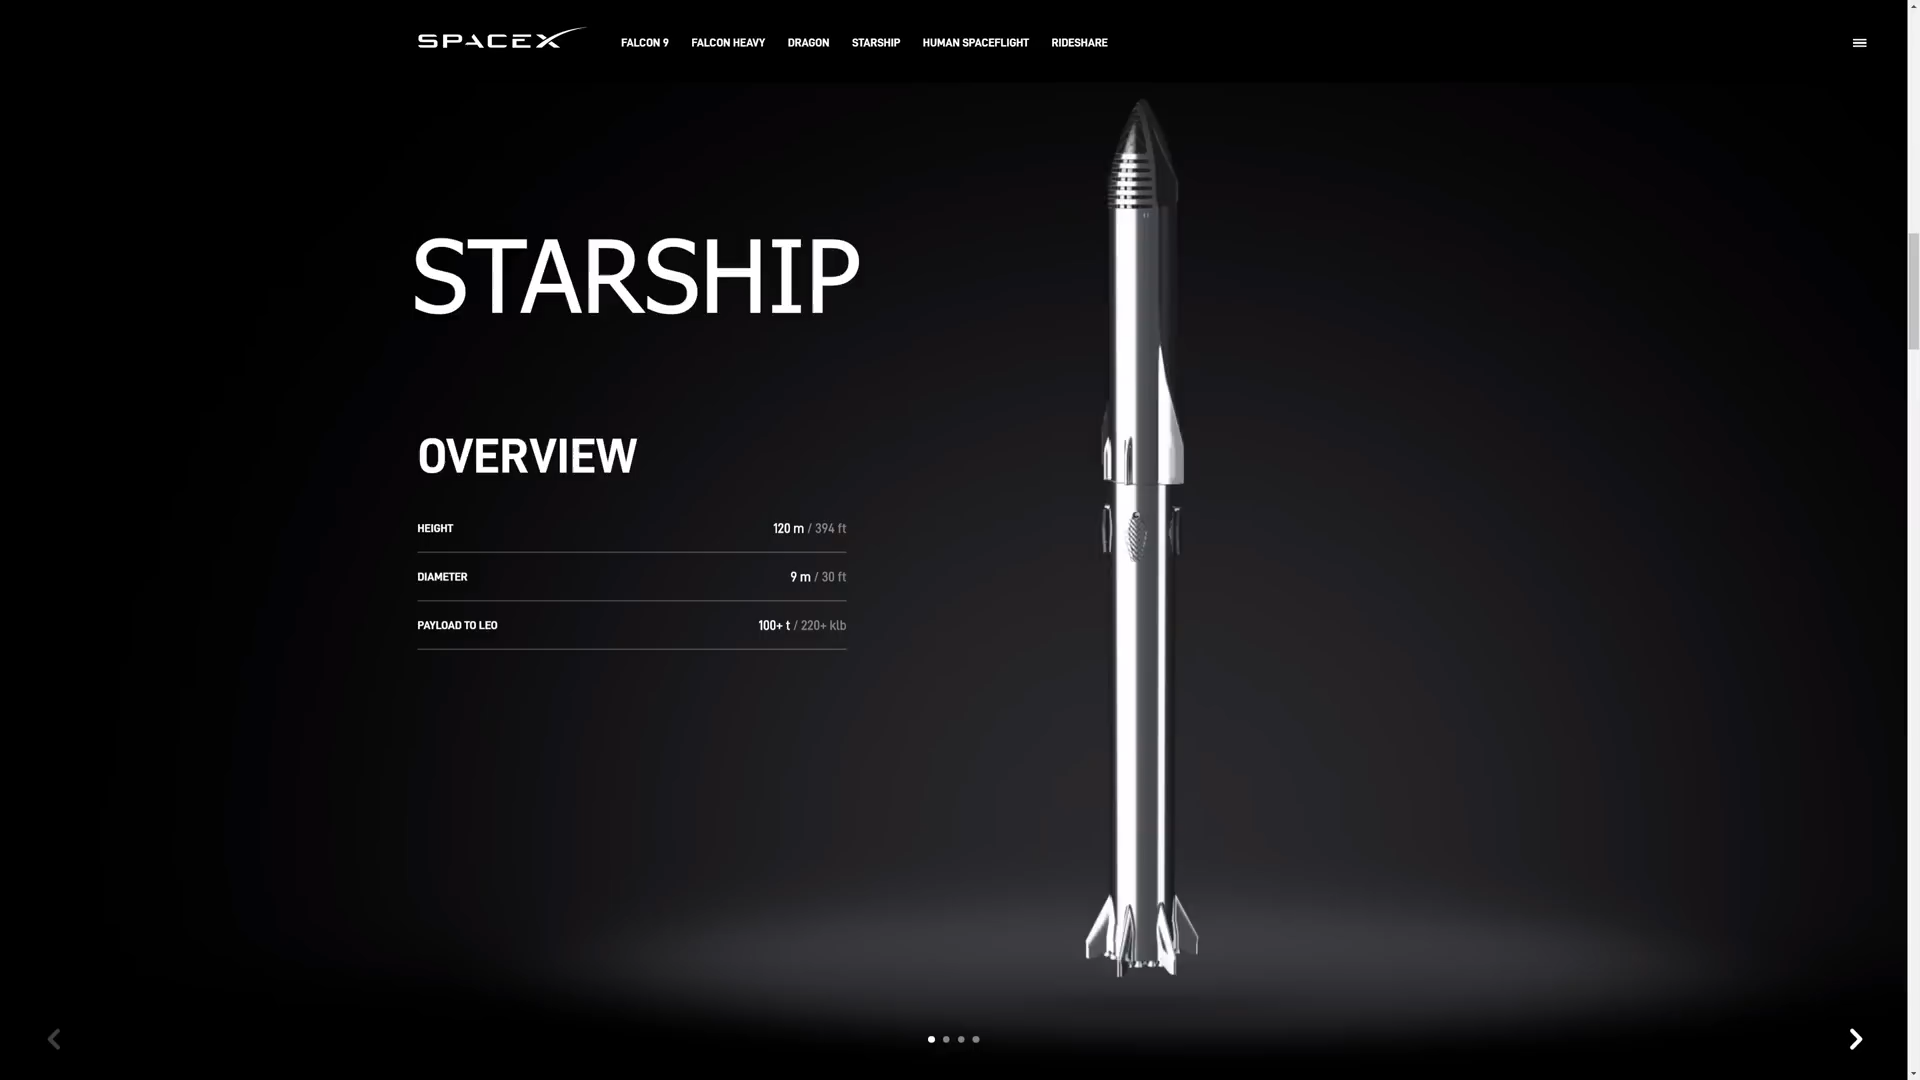 SPACEX FALCON 9 FALCON HEAVY DRAGON STARSHIP HUMAN SPACEFLIGHT RIDESHARE
STARSHIP
OVERVIEW
HEIGHT 120 m / 394 ft
DIAMETER 9 m / 30 ft
PAYLOAD TO LEO 100+ t / 220+ klb